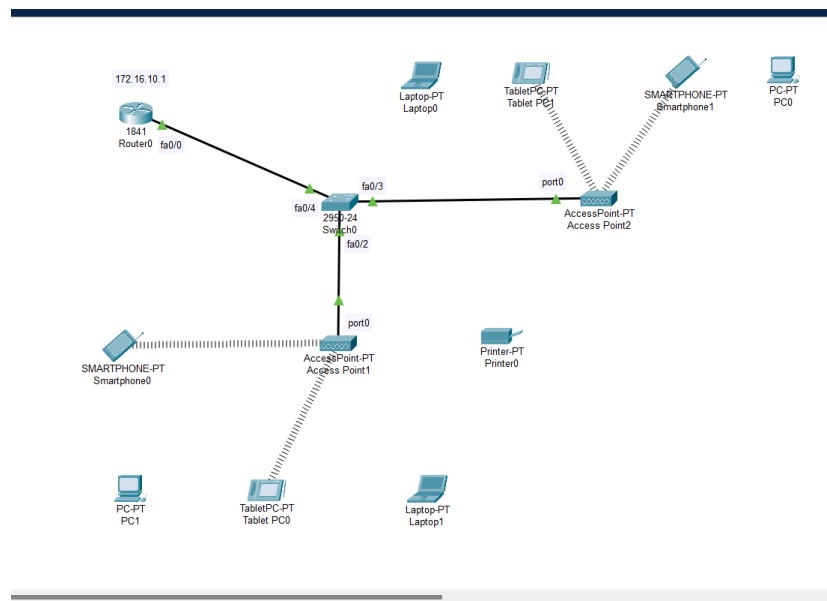 172.16.10.1
1841
Router0
fa0/0
Laptop-PT
Laptop0
TabletPC-PT
Tablet PC1
SMARTPHONE-PT
Smartphone1
PC-PT
PC0
fa0/3
fa0/4
2950-24
Switch0
fa0/2
port0
AccessPoint-PT
Access Point2
port0
AccessPoint-PT
Access Point1
SMARTPHONE-PT
Smartphone0
Printer-PT
Printer0
PC-PT
PC1
TabletPC-PT
Tablet PC0
Laptop-PT
Laptop1